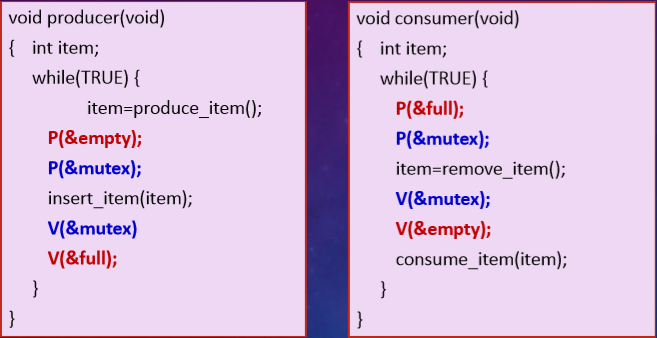 void producer(void)
{ int item;
while(TRUE) {
item=produce_item();
P(&empty);
P(&mutex);
insert_item(item);
V(&mutex)
V(&full);
}
}
void consumer(void)
{ int item;
while(TRUE) {
P(&full);
P(&mutex);
item=remove_item();
V(&mutex);
V(&empty);
consume_item(item);
}
}